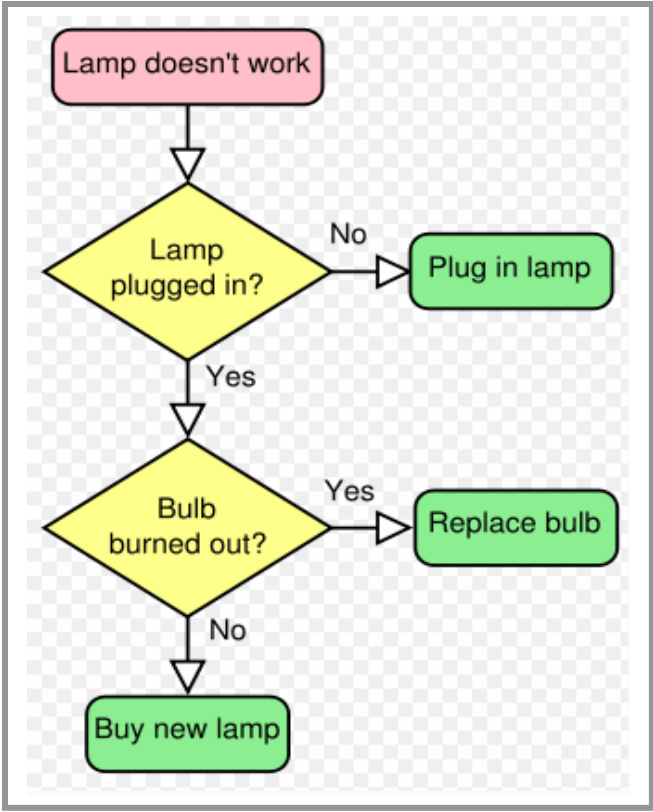 Lamp doesn't work
Lamp
plugged in?
No
Plug in lamp
Yes
Bulb
burned out?
Yes
Replace bulb
No
Buy new lamp